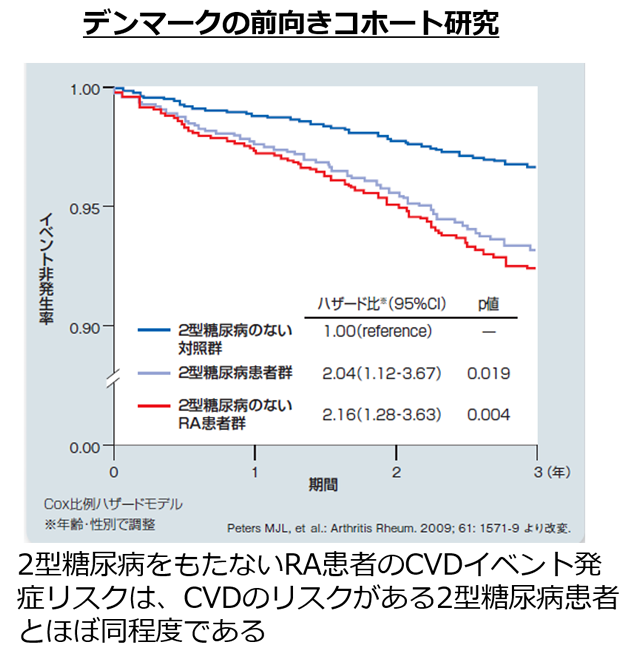 デンマークの前向きコホート研究
1.00
0.95
0.90
0.00
イベント非発生率
ハザード比※(95%CI) p値
2型糖尿病のない
対照群
1.00(reference) —
2型糖尿病患者群 2.04(1.12-3.67) 0.019
2型糖尿病のない
RA患者群
2.16(1.28-3.63) 0.004
0 1 2 3(年)
期間
Cox比例ハザードモデル
※年齢・性別で調整
Peters MJL, et al.: Arthritis Rheum. 2009; 61: 1571-9 より改変.
2型糖尿病をもたないRA患者のCVDイベント発
症リスクは、CVDのリスクがある2型糖尿病患者
とほぼ同程度である